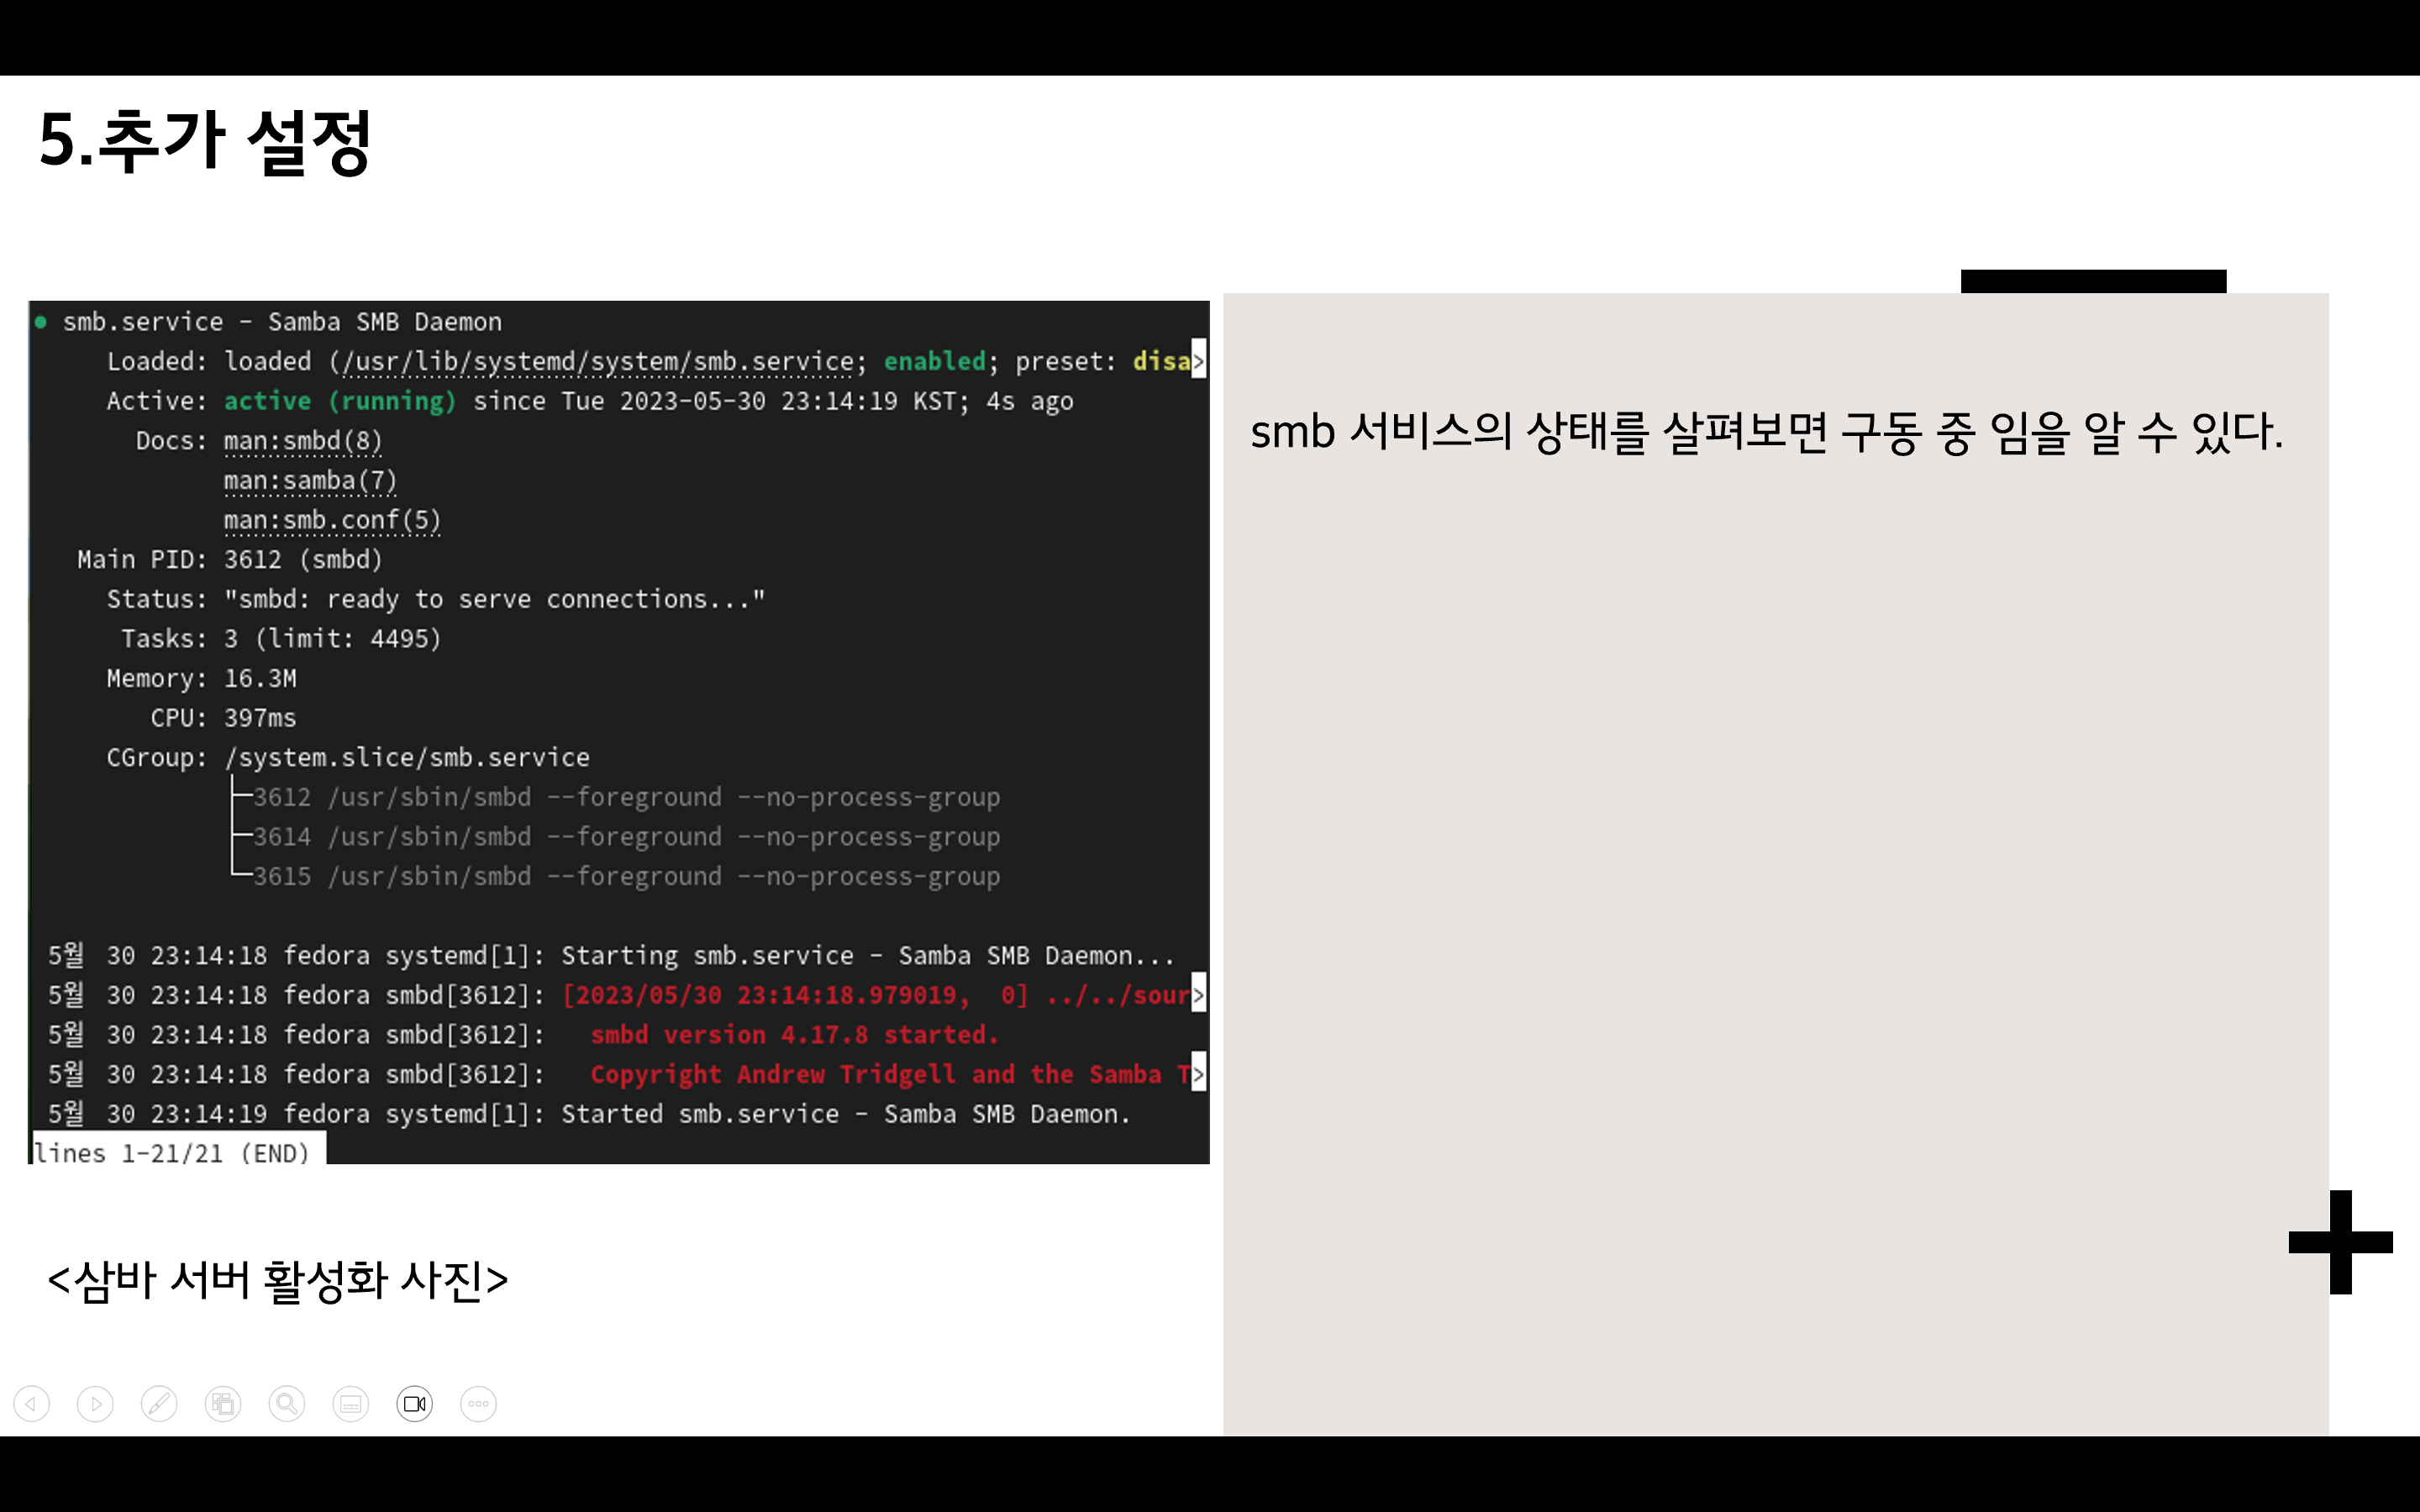 5.추가 설정
● smb.service - Samba SMB Daemon
Loaded: loaded (/usr/lib/systemd/system/smb.service; enabled; preset: disa>
Active: active (running) since Tue 2023-05-30 23:14:19 KST; 4s ago
Docs: man:smbd(8)
man:samba(7)
man:smb.conf(5)
Main PID: 3612 (smbd)
Status: "smbd: ready to serve connections..."
Tasks: 3 (limit: 4495)
Memory: 16.3M
CPU: 397ms
CGroup: /system.slice/smb.service
├─3612 /usr/sbin/smbd --foreground --no-process-group
├─3614 /usr/sbin/smbd --foreground --no-process-group
└─3615 /usr/sbin/smbd --foreground --no-process-group
5월 30 23:14:18 fedora systemd[1]: Starting smb.service - Samba SMB Daemon...
5월 30 23:14:18 fedora smbd[3612]: [2023/05/30 23:14:18.979019, 0] ../../sour>
5월 30 23:14:18 fedora smbd[3612]: smbd version 4.17.8 started.
5월 30 23:14:18 fedora smbd[3612]: Copyright Andrew Tridgell and the Samba T>
5월 30 23:14:19 fedora systemd[1]: Started smb.service - Samba SMB Daemon.
lines 1-21/21 (END)
<삼바 서버 활성화 사진>
smb 서비스의 상태를 살펴보면 구동 중 임을 알 수 있다.